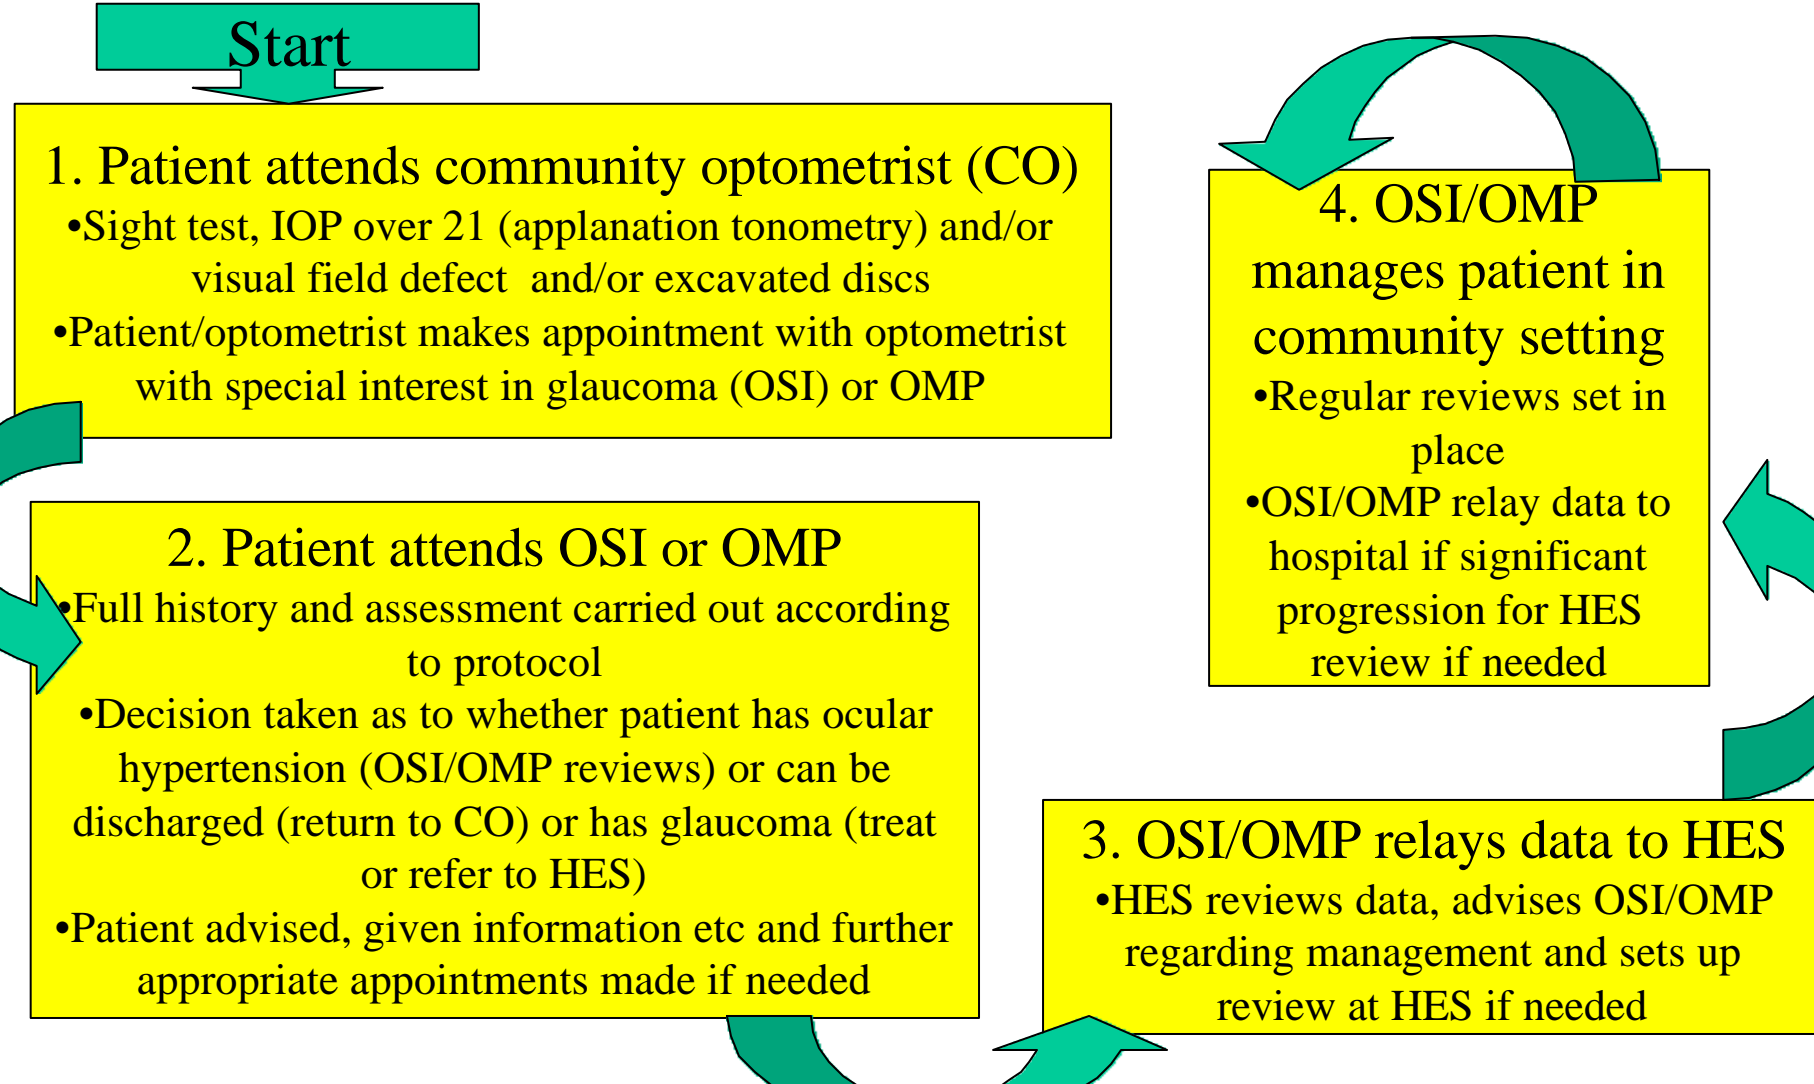 Start
1. Patient attends community optometrist (CO)
•Sight test, IOP over 21 (applanation tonometry) and/or
visual field defect  and/or excavated discs
•Patient/optometrist makes appointment with optometrist
with special interest in glaucoma (OSI) or OMP
2. Patient attends OSI or OMP
•Full history and assessment carried out according
to protocol
•Decision taken as to whether patient has ocular
hypertension (OSI/OMP reviews) or can be
discharged (return to CO) or has glaucoma (treat
or refer to HES)
•Patient advised, given information etc and further
appropriate appointments made if needed
3. OSI/OMP relays data to HES
•HES reviews data, advises OSI/OMP
regarding management and sets up
review at HES if needed
4. OSI/OMP
manages patient in
community setting
•Regular reviews set in
place
•OSI/OMP relay data to
hospital if significant
progression for HES
review if needed